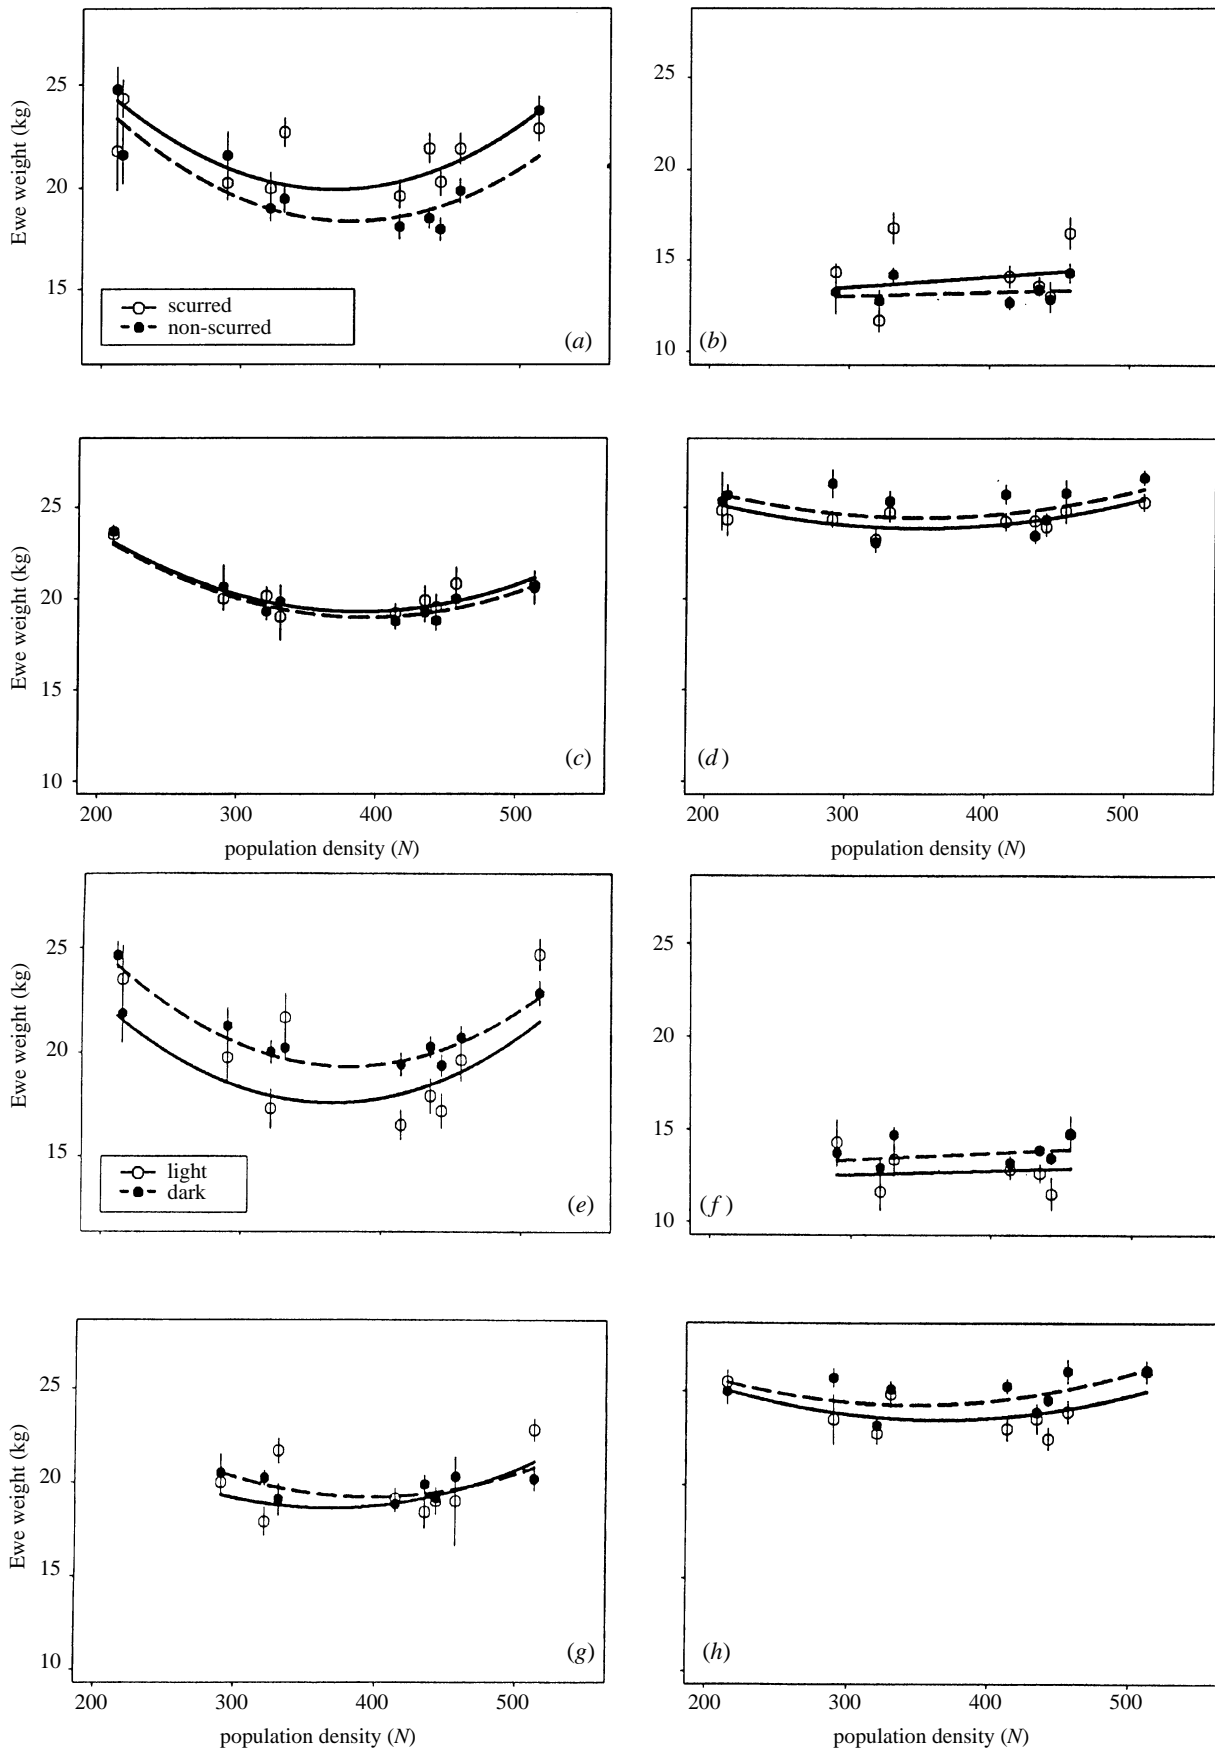 25
20
15
Ewe weight (kg)
scurred
non-scurred
(a)
25
20
15
10
(b)
25
20
15
10
Ewe weight (kg)
(c)
200 300 400 500
population density (N)
(d)
200 300 400 500
population density (N)
25
20
15
Ewe weight (kg)
light
dark
(e)
25
20
15
10
(f)
25
20
15
10
Ewe weight (kg)
(g)
200 300 400 500
population density (N)
(h)
200 300 400 500
population density (N)